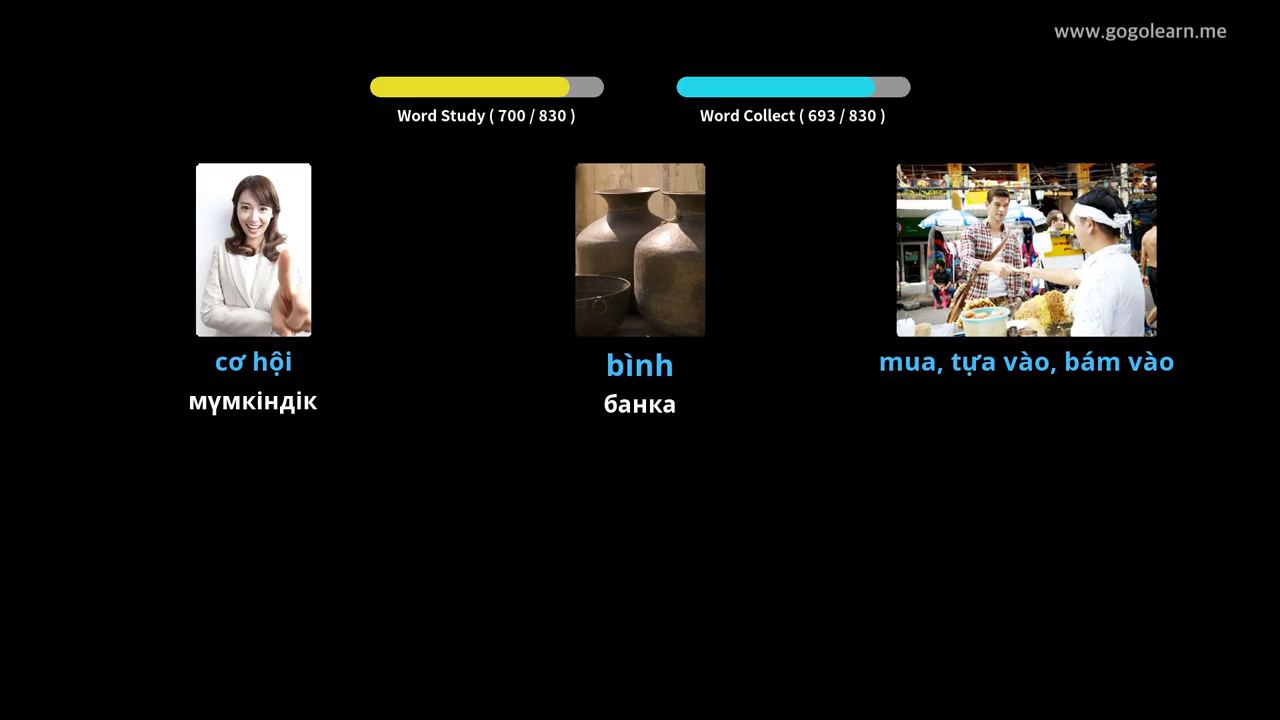 www.gogolearn.me
Word Study ( 700 / 830 )
Word Collect ( 693 / 830 )
cơ hội
мүмкіндік
bình
банка
mua, tựa vào, bám vào